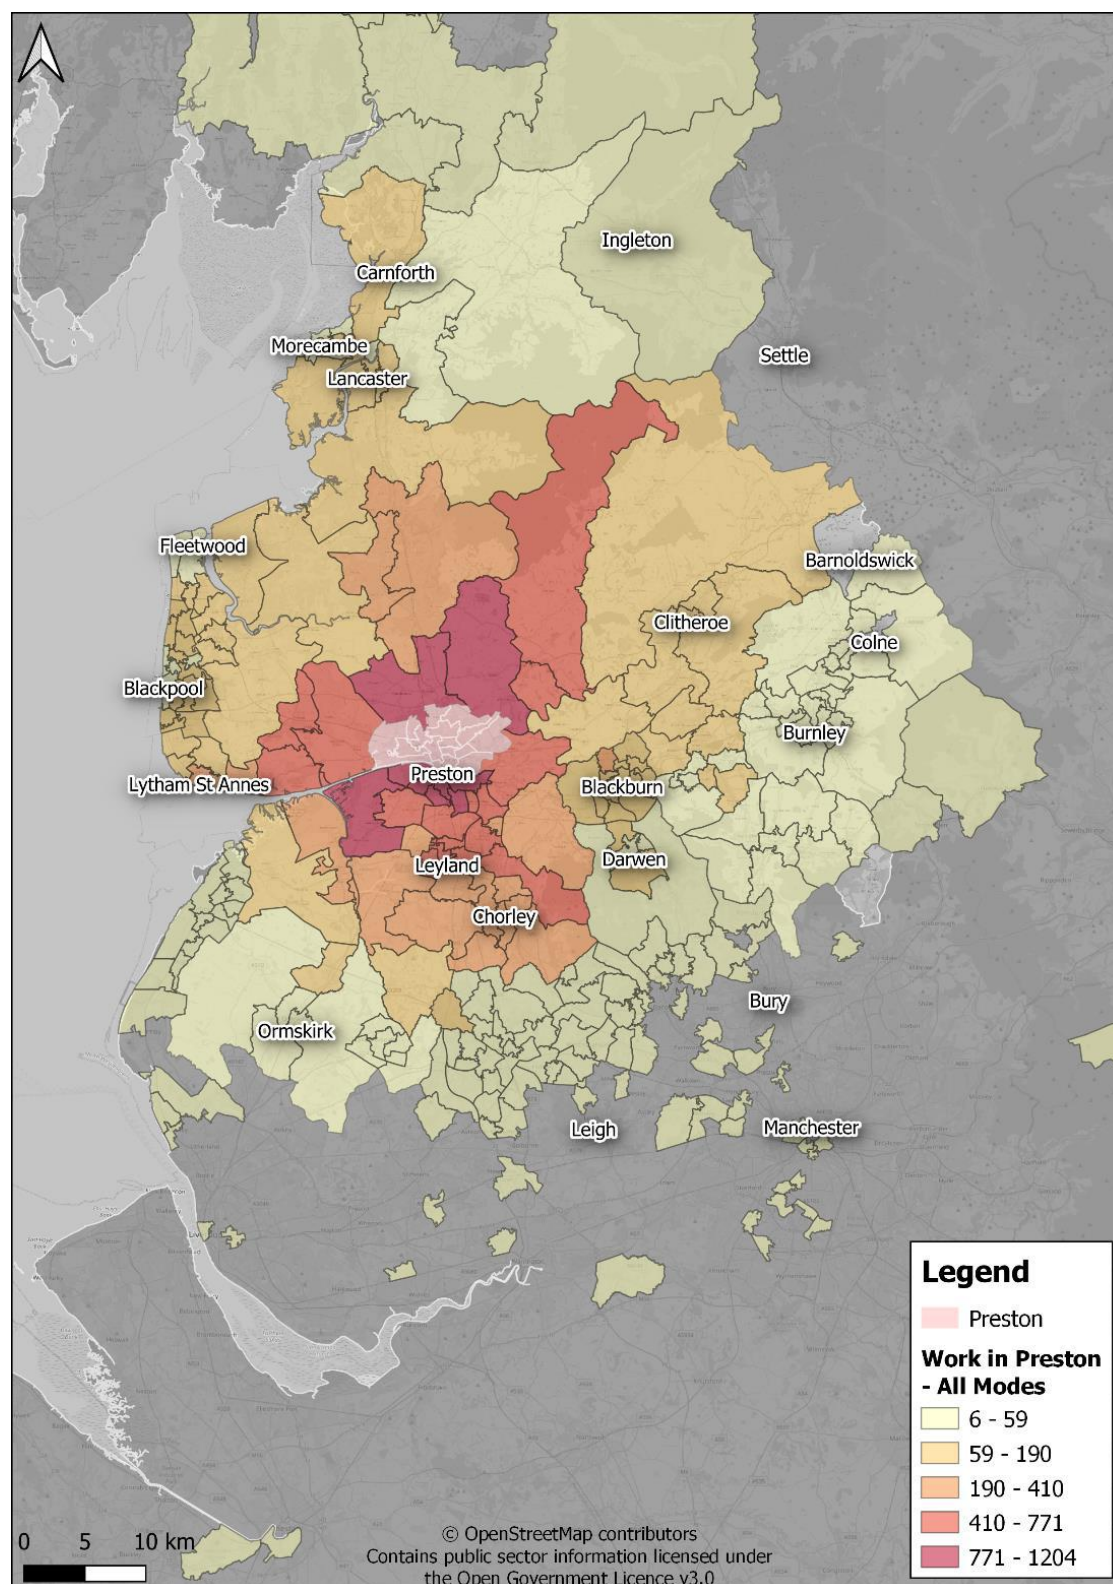 Ingleton
Carnforth
Morecambe
Settle
Lancaster
Fleetwood
Barnoldswick
Clitheroe
Colne
Blackpool
Burnley
Preston
Lytham St Annes
Blackburn
Leyland
Darwen
Chorley
Bury
Ormskirk
Leigh
Manchester
Legend
Preston
Work in Preston
- All Modes
6 - 59
59 - 190
190 - 410
410 - 771
771 - 1204
0 5 10 km
© OpenStreetMap contributors
Contains public sector information licensed under
the Open Government Licence v3.0